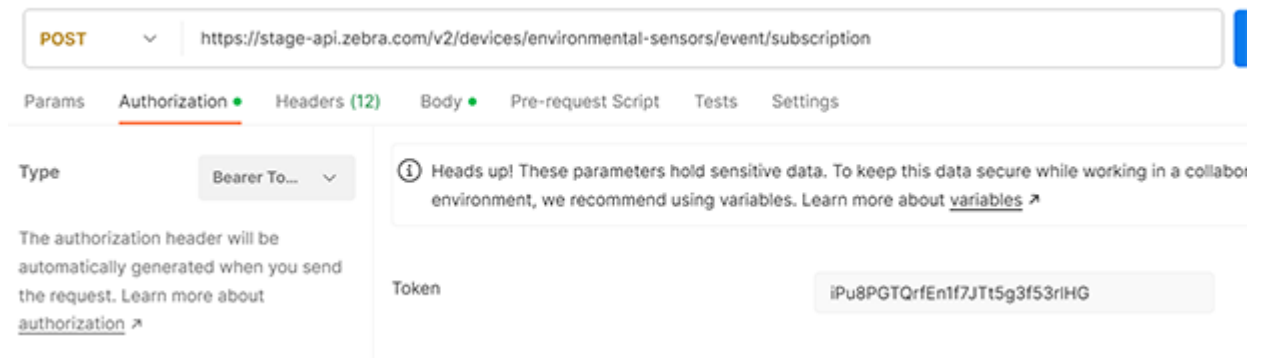 POST https://stage-api.zebra.com/v2/devices/environmental-sensors/event/subscription
Params Authorization Headers (12) Body Pre-request Script Tests Settings
Type Bearer To...
Heads up! These parameters hold sensitive data. To keep this data secure while working in a collabor
environment, we recommend using variables. Learn more about variables ↗
The authorization header will be
automatically generated when you send
the request. Learn more about
authorization ↗
Token iPu8PGTQrfEn1f7JTt5g3f53rlHG